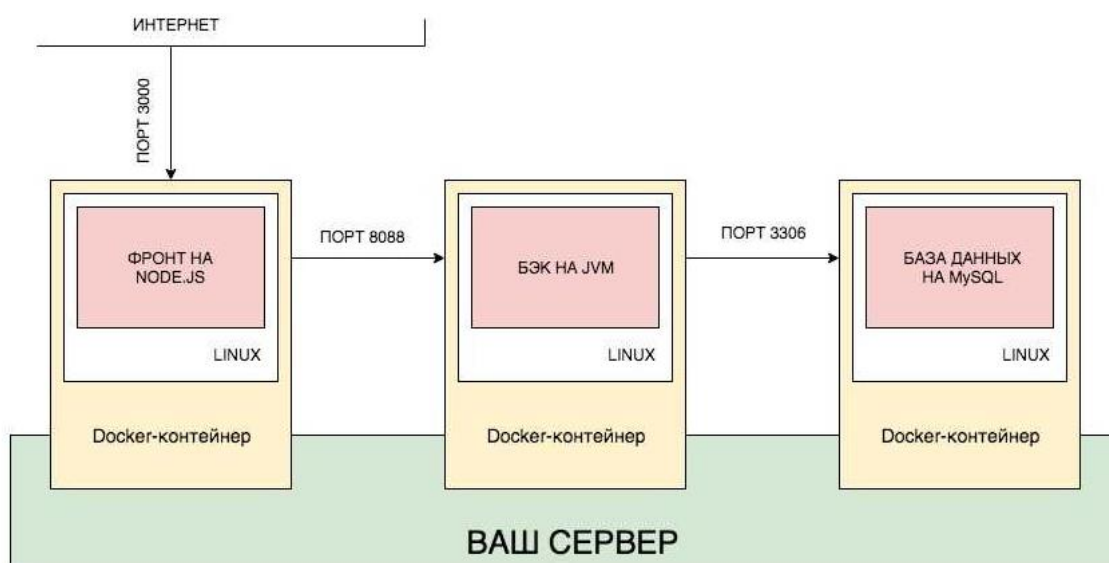 ИНТЕРНЕТ
ПОРТ 3000
ФРОНТ НА
NODE.JS
LINUX
Docker-контейнер
ПОРТ 8088
БЭК НА JVM
LINUX
Docker-контейнер
ПОРТ 3306
БАЗА ДАННЫХ
НА MySQL
LINUX
Docker-контейнер
ВАШ СЕРВЕР